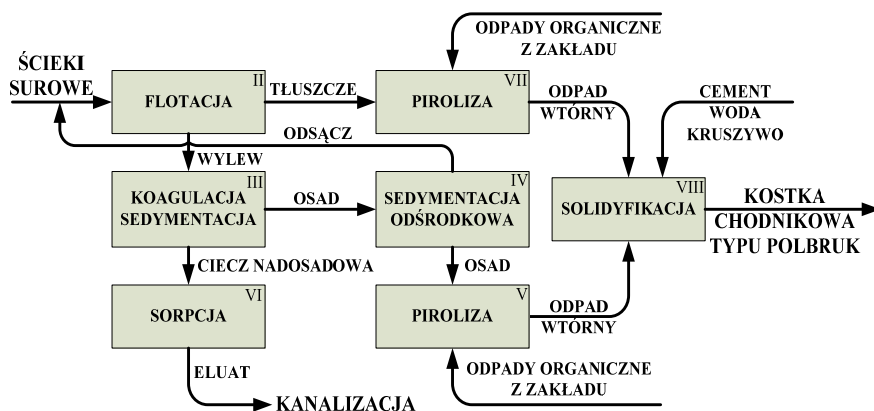 ODPADY ORGANICZNE
Z ZAKŁADU
ŚCIEKI
SUROWE
II
FLOTACJA
TŁUSZCZE
VII
PIROLIZA
ODPAD
WTÓRNY
CEMENT
WODA
KRUSZYWO
ODSĄCZ
WYLEW
III
KOAGULACJA
SEDYMENTACJA
OSAD
IV
SEDYMENTACJA
ODŚRODKOWA
VIII
SOLIDYFIKACJA
KOSTKA
CHODNIKOWA
TYPU POLBRUK
CIECZ NADOSADOWA
OSAD
VI
SORPCJA
V
PIROLIZA
ODPAD
WTÓRNY
ELUAT
KANALIZACJA
ODPADY ORGANICZNE
Z ZAKŁADU